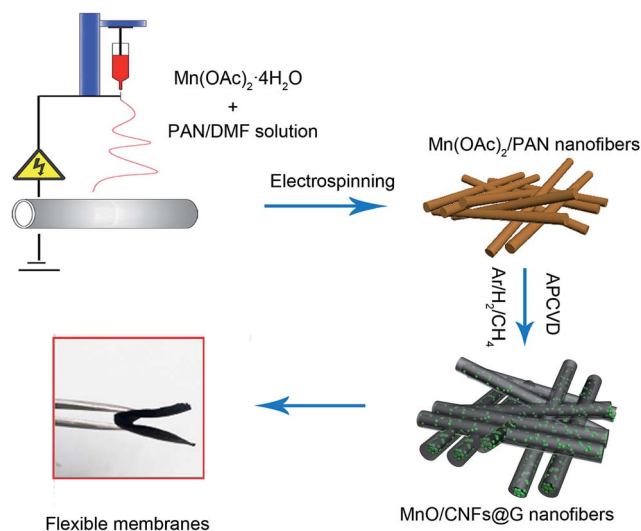 Mn(OAc)₂·4H₂O
+
PAN/DMF solution
Electrospinning
Mn(OAc)₂/PAN nanofibers
APCVD
Ar/H₂/CH₄
MnO/CNFs@G nanofibers
Flexible membranes